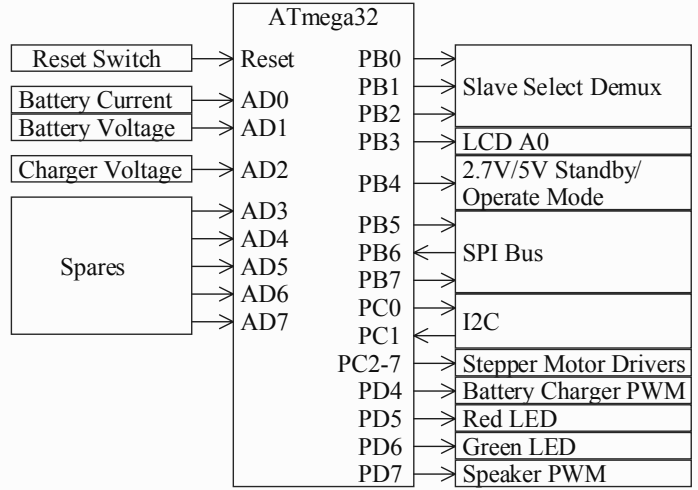 ATmega32
Reset Switch
Battery Current
Battery Voltage
Charger Voltage
Spares
Reset
AD0
AD1
AD2
AD3
AD4
AD5
AD6
AD7
PB0
PB1
PB2
PB3
PB4
PB5
PB6
PB7
PC0
PC1
PC2-7
PD4
PD5
PD6
PD7
Slave Select Demux
LCD A0
2.7V/5V Standby/
Operate Mode
SPI Bus
I2C
Stepper Motor Drivers
Battery Charger PWM
Red LED
Green LED
Speaker PWM